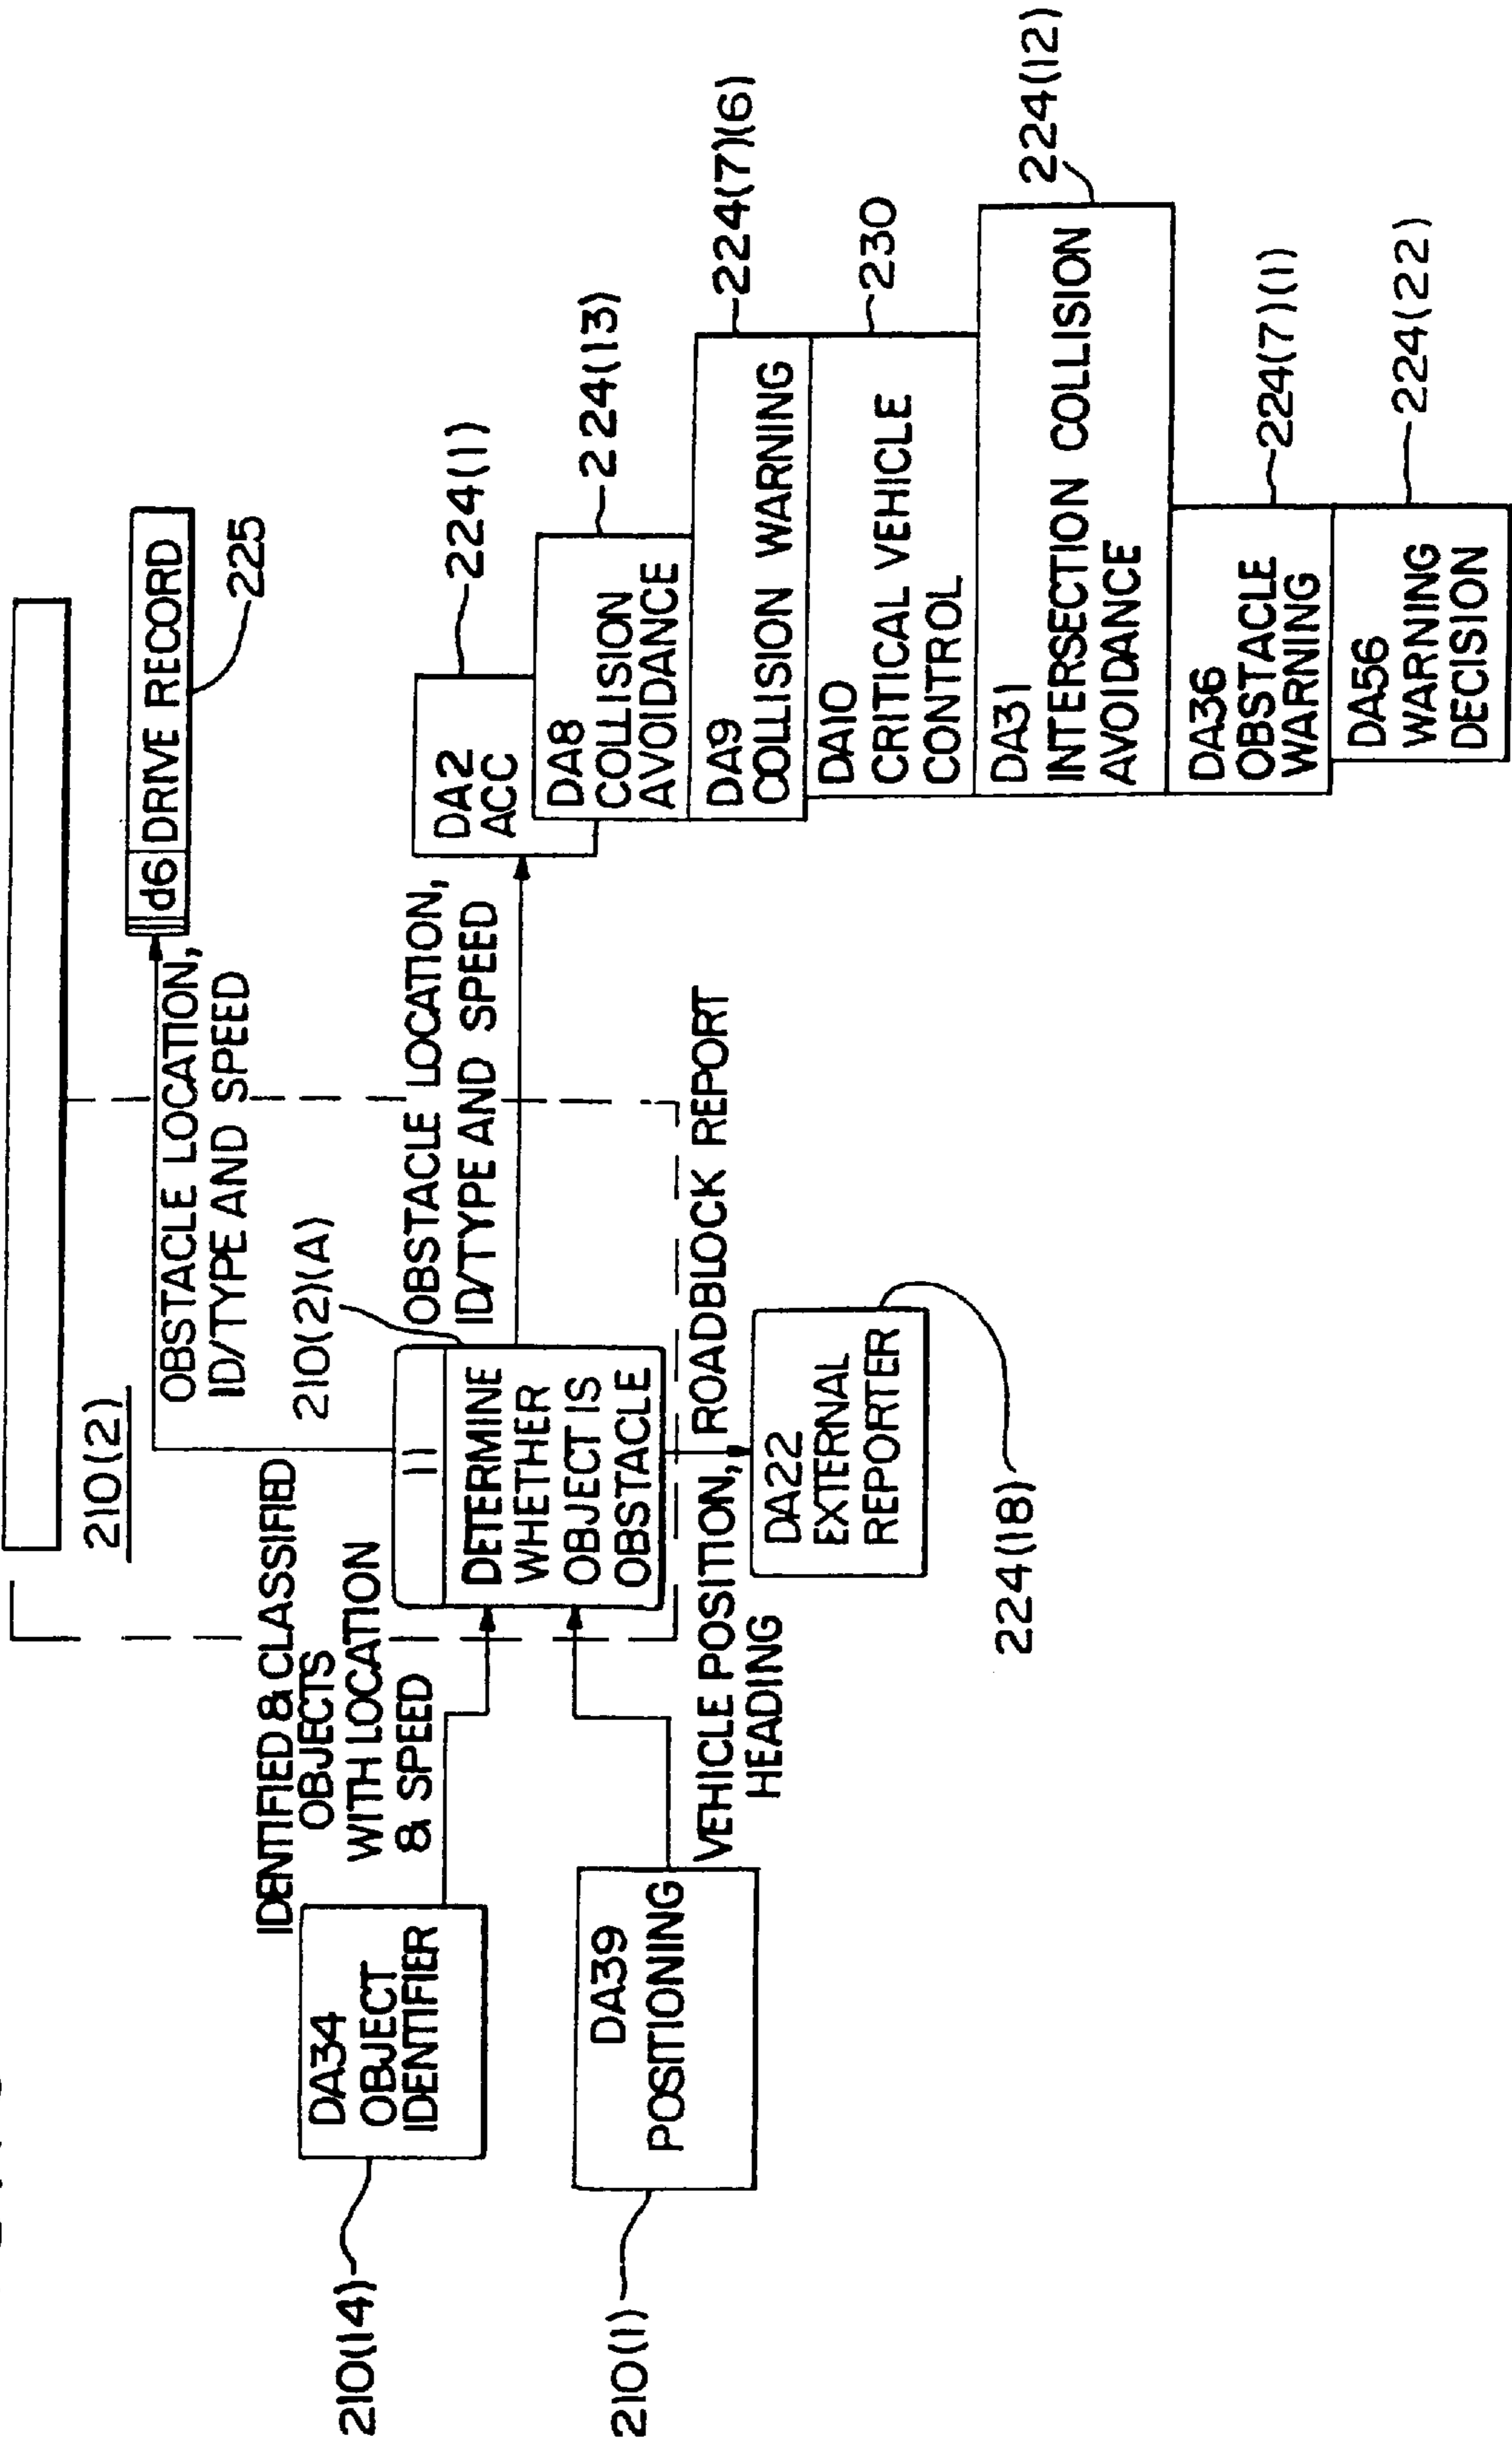 210(2)
d6 DRIVE RECORD
225
OBSTACLE LOCATION,
ID/TYPE AND SPEED
IDENTIFIED & CLASSIFIED
OBJECTS
WITH LOCATION
& SPEED
210(2)(A)
DA34
OBJECT
IDENTIFIER
210(14)
DETERMINE
WHETHER
OBJECT IS
OBSTACLE
OBSTACLE LOCATION,
ID/TYPE AND SPEED
DA39
POSITIONING
210(1)
VEHICLE POSITION,
HEADING
ROADBLOCK REPORT
DA22
EXTERNAL
REPORTER
224(18)
DA2
ACC
224(1)
DA8
COLLISION
AVOIDANCE
224(13)
DA9
COLLISION WARNING
224(7)(6)
DA10
CRITICAL VEHICLE
CONTROL
230
DA31
INTERSECTION COLLISION
AVOIDANCE
224(12)
DA36
OBSTACLE
WARNING
224(7)(1)
DA56
WARNING
DECISION
224(22)